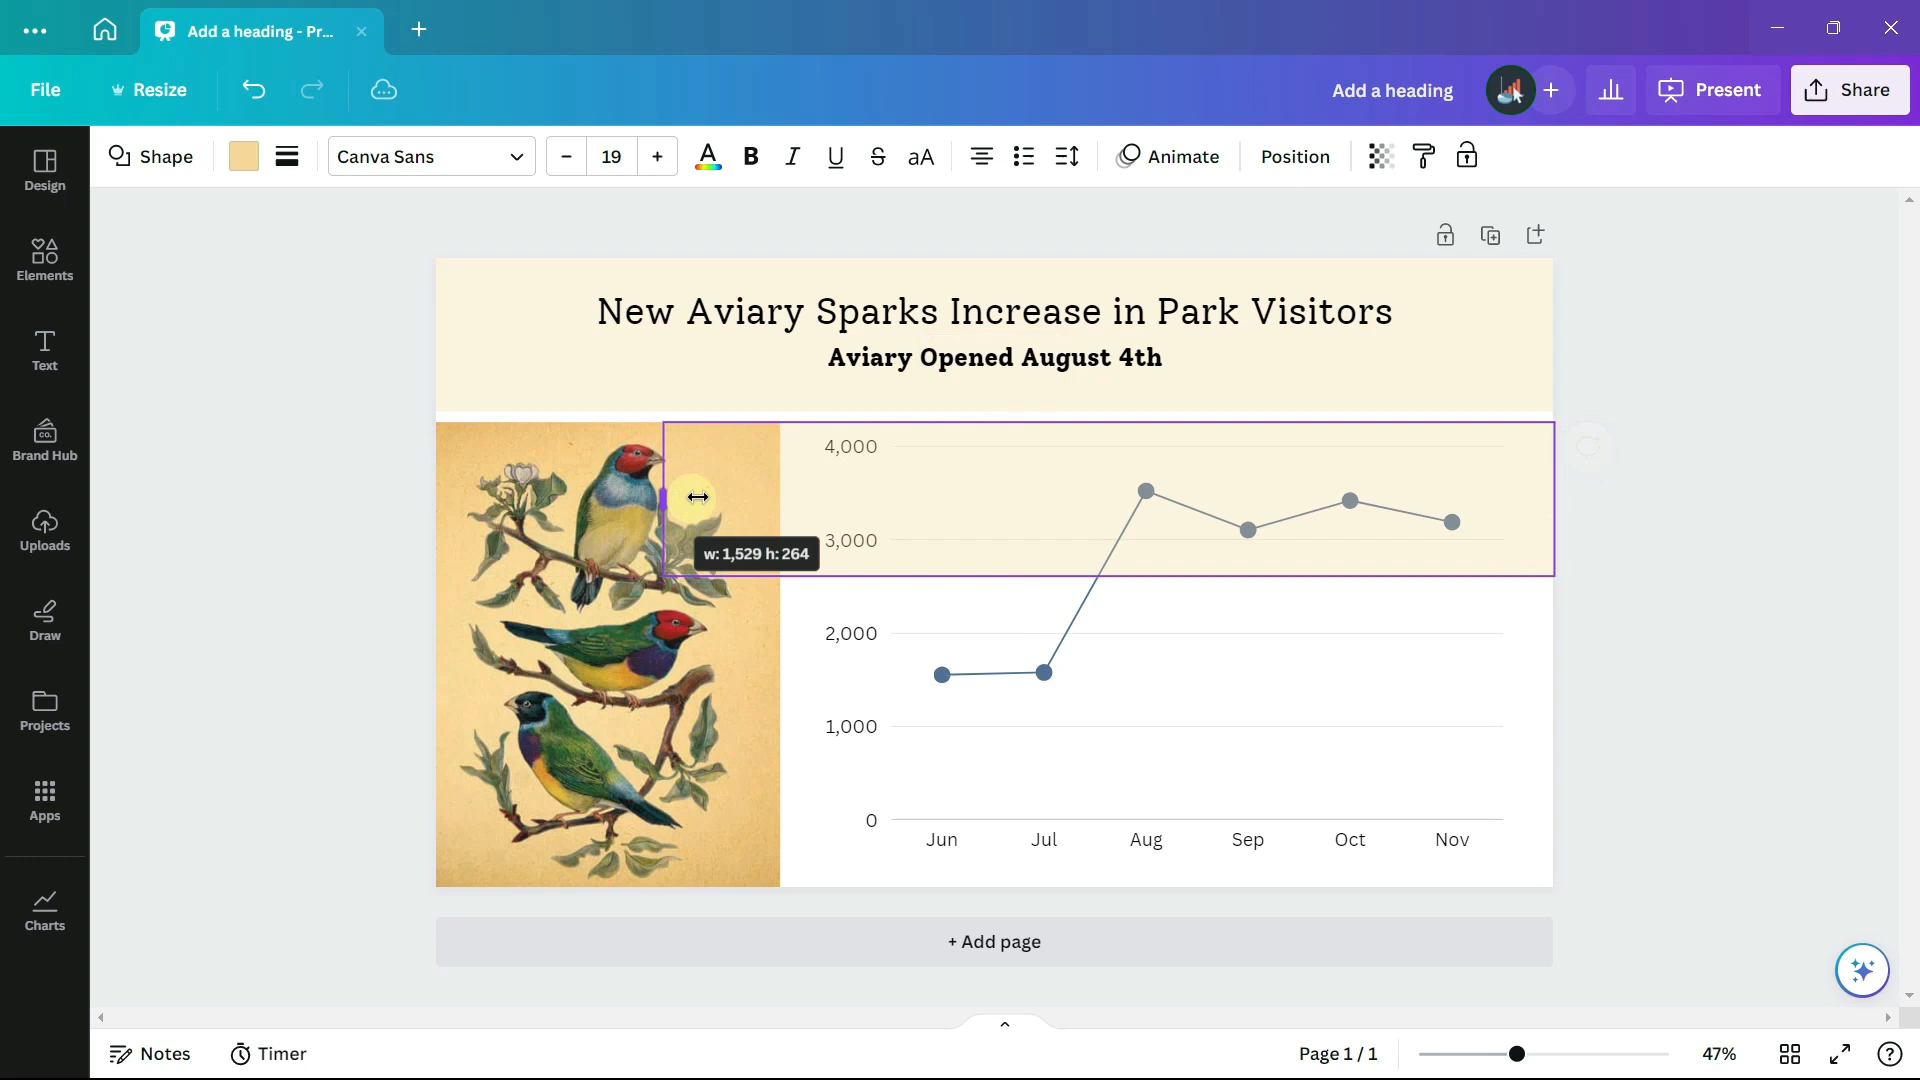 Add a heading - Pr...
File
Resize
Add a heading
Present
Share
Shape
Canva Sans
- 19 +
A B I U S aA
Animate
Position
Design
Elements
Text
CO.
Brand Hub
Uploads
Draw
Projects
Apps
Charts
New Aviary Sparks Increase in Park Visitors
Aviary Opened August 4th
4,000
3,000
2,000
1,000
0
w: 1,529 h: 264
Jun Jul Aug Sep Oct Nov
+ Add page
Notes
Timer
Page 1 / 1
47%
?